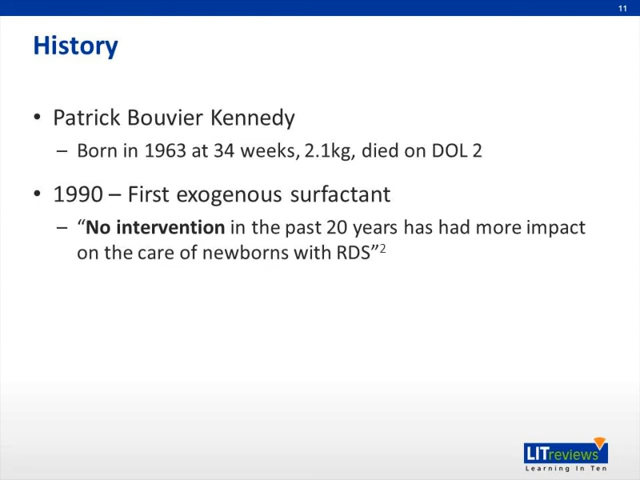 11
History
• Patrick Bouvier Kennedy
– Born in 1963 at 34 weeks, 2.1kg, died on DOL 2
• 1990 – First exogenous surfactant
– “No intervention in the past 20 years has had more impact
on the care of newborns with RDS”2
LITreviews
Learning In Ten